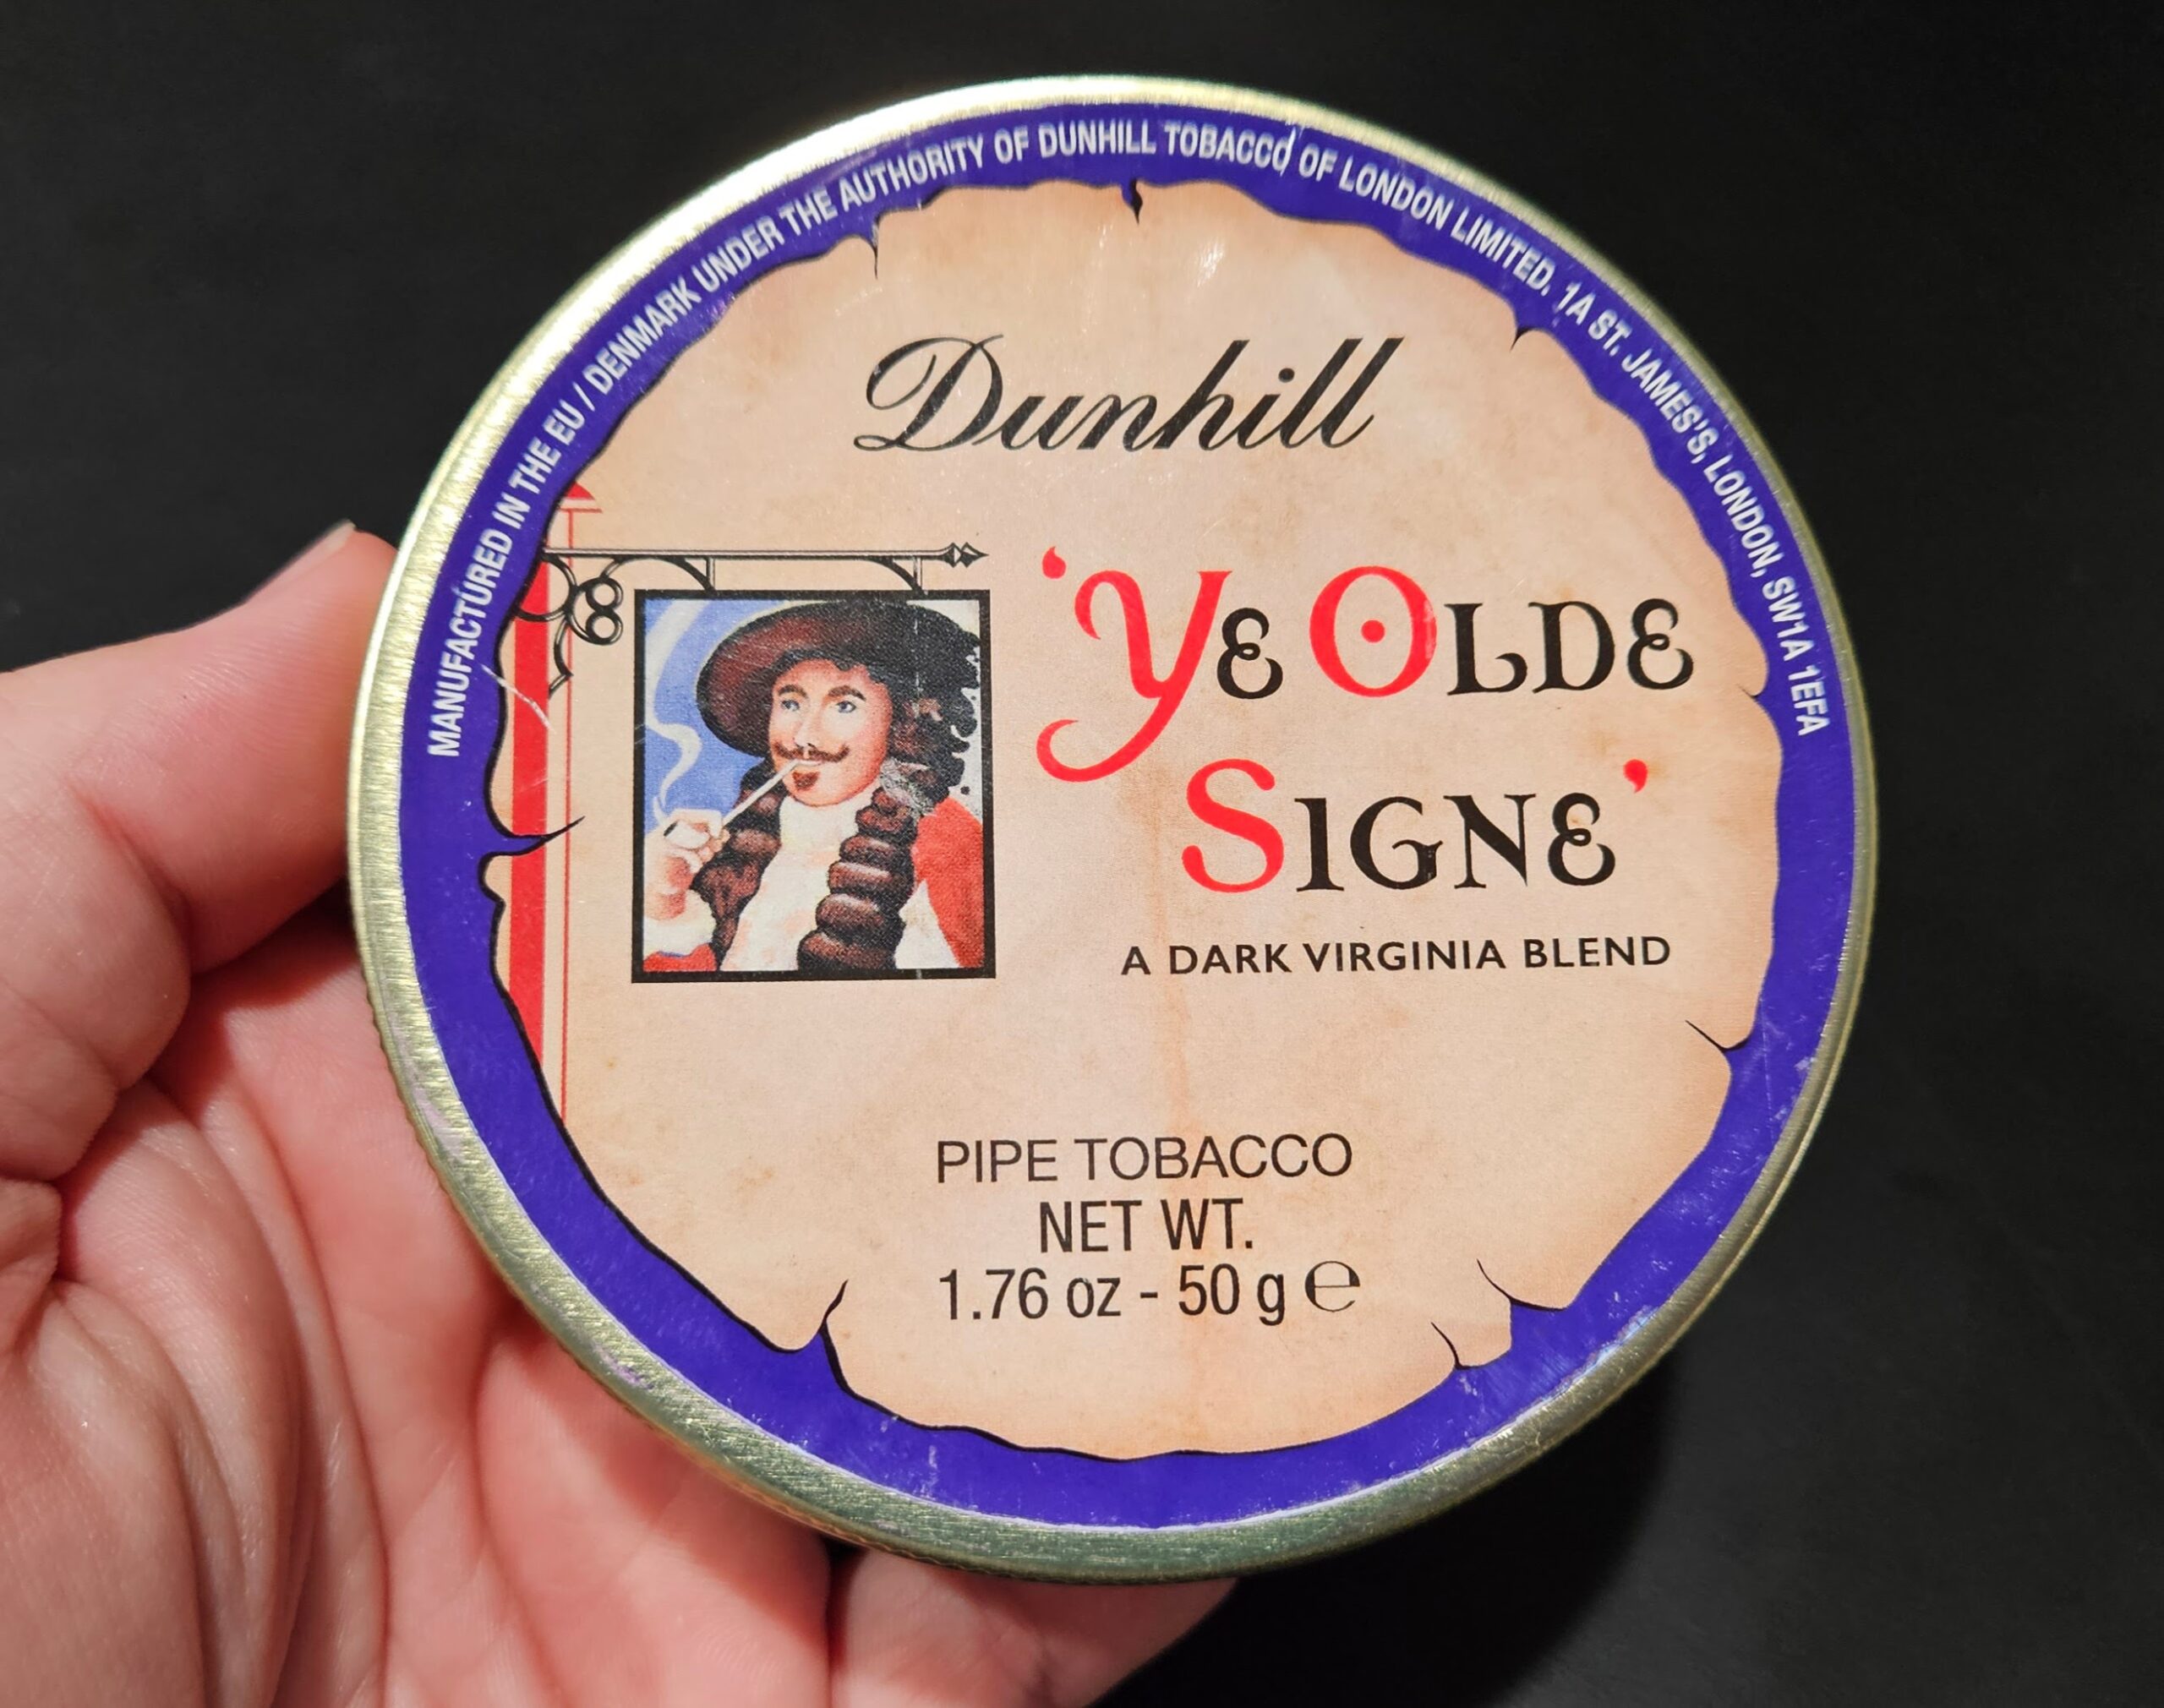 MANUFACTURED IN THE EU / DENMARK UNDER THE AUTHORITY OF DUNHILL TOBACCO OF LONDON LIMITED. 1A ST. JAMES'S, LONDON, SW1A 1EFA
Dunhill
‘YE OLDE
SIGNE’
A DARK VIRGINIA BLEND
PIPE TOBACCO
NET WT.
1.76 oz - 50 g ℮